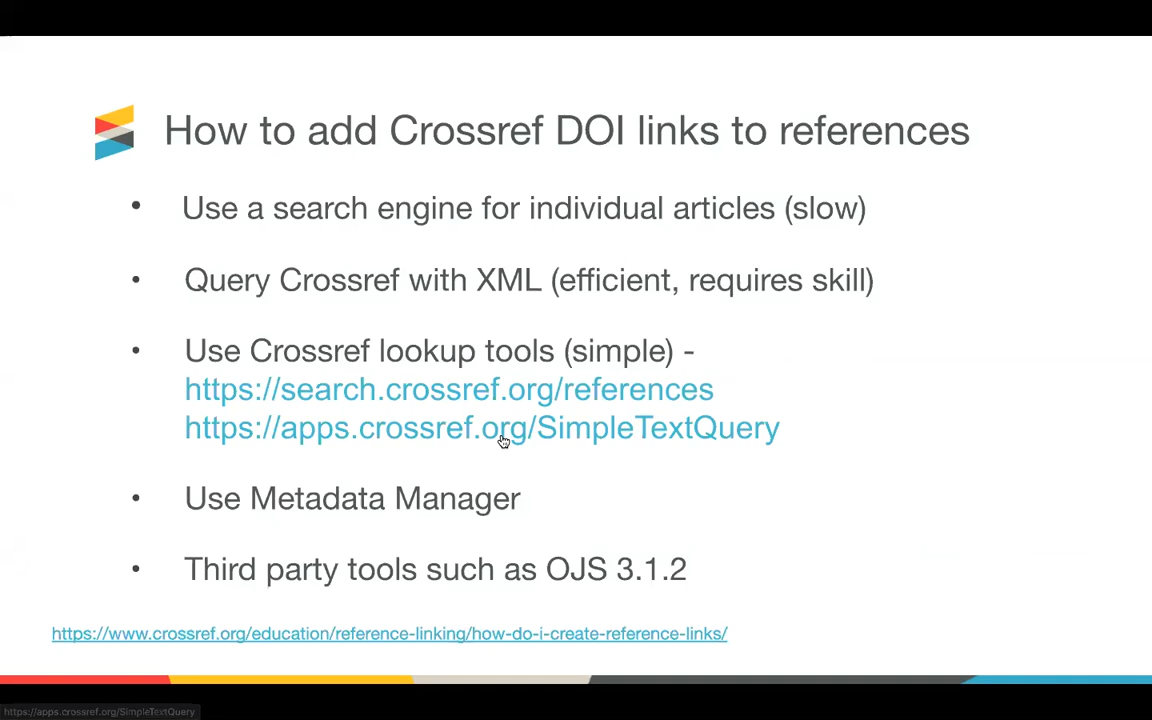 How to add Crossref DOI links to references
• Use a search engine for individual articles (slow)
• Query Crossref with XML (efficient, requires skill)
• Use Crossref lookup tools (simple) -
https://search.crossref.org/references
https://apps.crossref.org/SimpleTextQuery
• Use Metadata Manager
• Third party tools such as OJS 3.1.2
https://www.crossref.org/education/reference-linking/how-do-i-create-reference-links/
https://apps.crossref.org/SimpleTextQuery